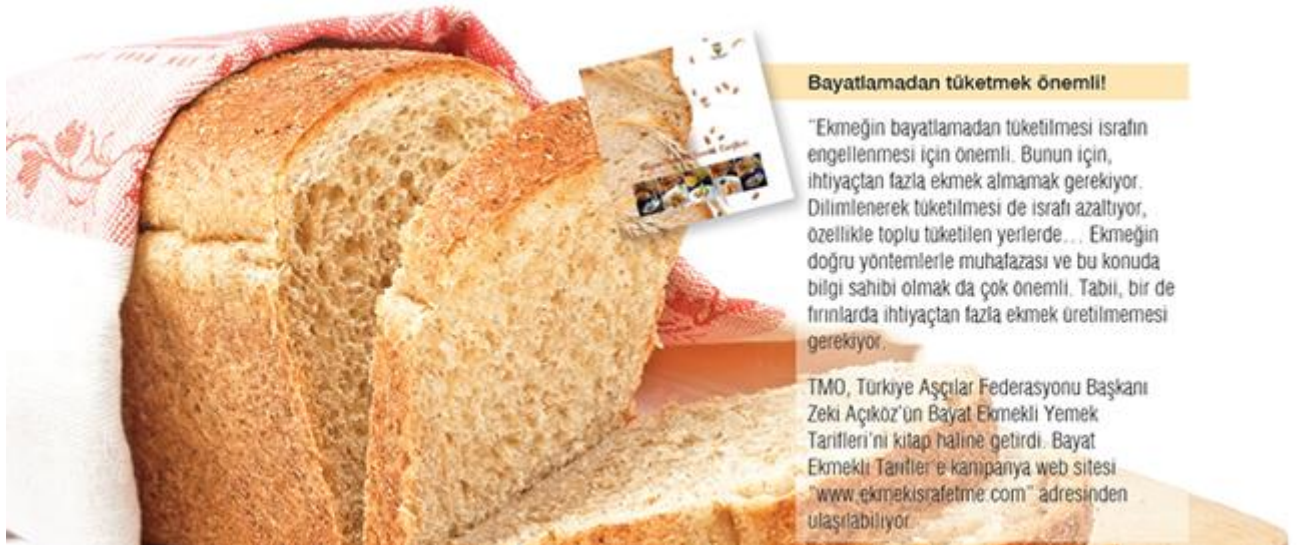 Bayatlamadan tüketmek önemli!
“Ekmeğin bayatlamadan tüketilmesi israfın
engellenmesi için önemli. Bunun için,
ihtiyaçtan fazla ekmek almamak gerekiyor.
Dilimlenerek tüketilmesi de israfı azaltıyor,
özellikle toplu tüketilen yerlerde… Ekmeğin
doğru yöntemlerle muhafazası ve bu konuda
bilgi sahibi olmak da çok önemli. Tabii, bir de
fırınlarda ihtiyaçtan fazla ekmek üretilmemesi
gerekiyor.
TMO, Türkiye Aşçılar Federasyonu Başkanı
Zeki Açıköz’ün Bayat Ekmekli Yemek
Tarifleri’ni kitap haline getirdi. Bayat
Ekmekli Tarifler’e kampanya web sitesi
“www.ekmekisrafetme.com” adresinden
ulaşılabiliyor.